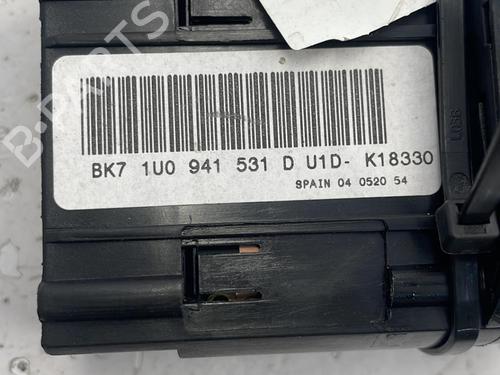 B-PARTS
BK7 1U0 941 531 D U1D- K18330
SPAIN 04 0520 54